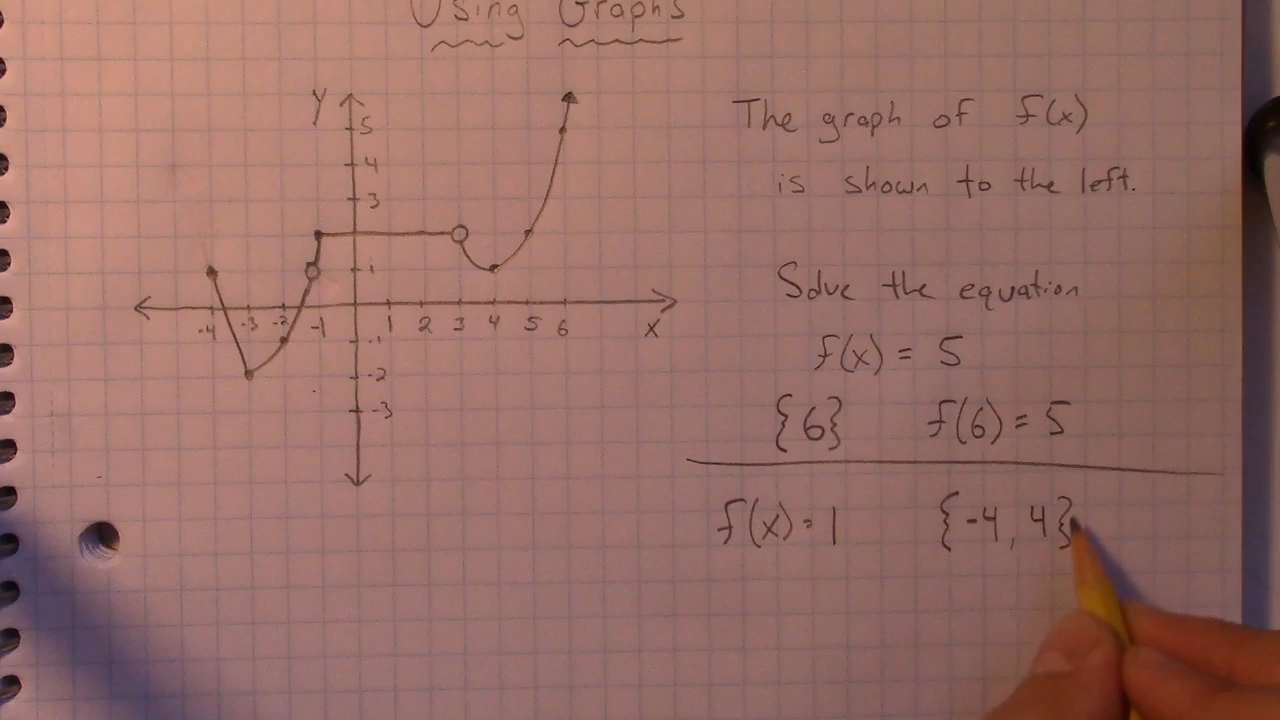 Using Graphs
y
5
4
3
1
-4 -3 -2 -1 1 2 3 4 5 6 x
-1
-2
-3
The graph of f(x)
is shown to the left.
Solve the equation
f(x) = 5
{6} f(6) = 5
f(x) = 1 {-4, 4}